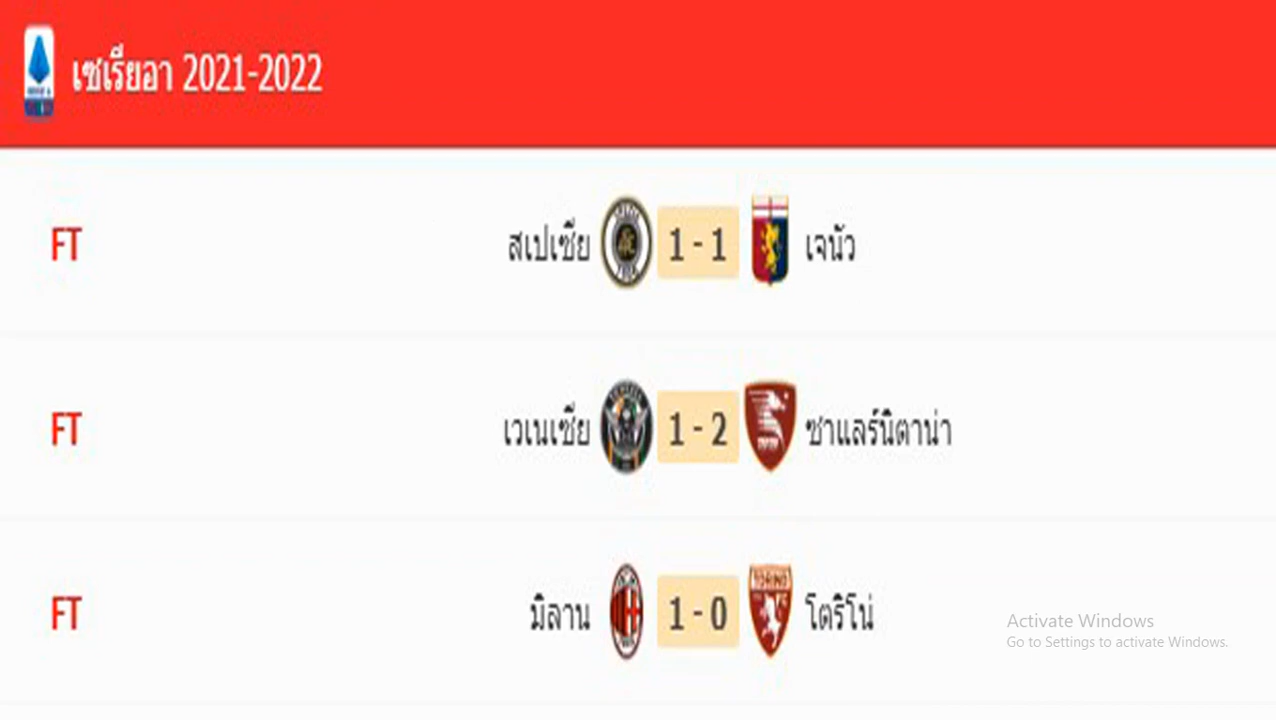 เซเรียอา 2021-2022
FT สเปเซีย 1 - 1 เจนัว
FT เวเนเซีย 1 - 2 ซาแลร์นิตาน่า
FT มิลาน 1 - 0 โตริโน่
TORINO
Activate Windows
Go to Settings to activate Windows.